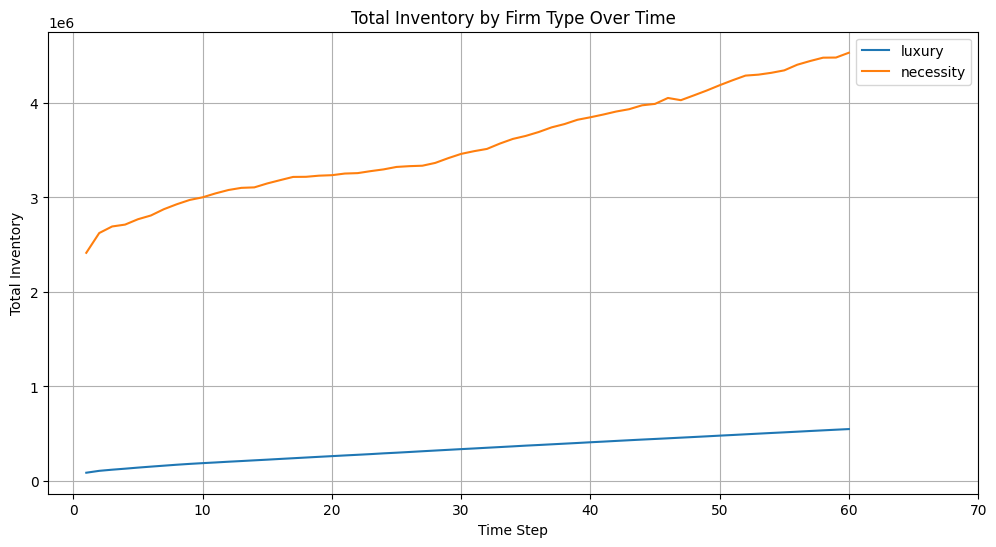 Total Inventory by Firm Type Over Time
1e6
luxury
necessity
4
3
2
1
0
Total Inventory
0 10 20 30 40 50 60 70
Time Step